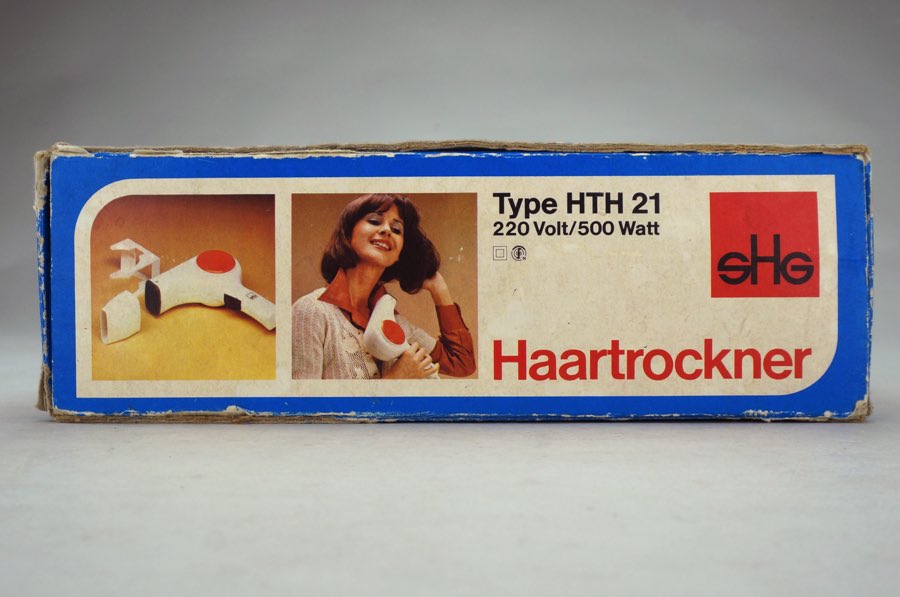 Type HTH 21
220 Volt/500 Watt
SHG
Haartrockner